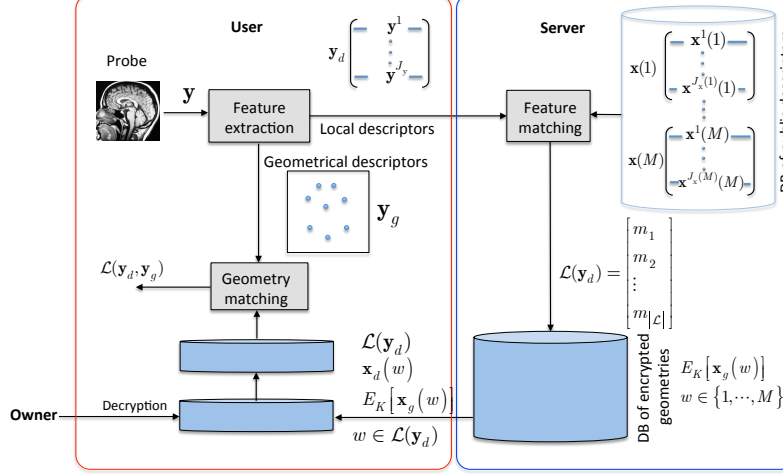 User
Server
Probe
y
y_d
y^1
y^{J_y}
Feature extraction
Local descriptors
Feature matching
x(1)
x^1(1)
x^{J_x(1)}(1)
x(M)
x^1(M)
x^{J_x(M)}(M)
Geometrical descriptors
y_g
ℒ(y_d, y_g)
Geometry matching
ℒ(y_d) =
m_1
m_2
⋮
m_{|ℒ|}
ℒ(y_d)
x_d(w)
E_K[x_g(w)]
w ∈ ℒ(y_d)
Owner
Decryption
DB of encrypted geometries
E_K[x_g(w)]
w ∈ {1,⋯,M}